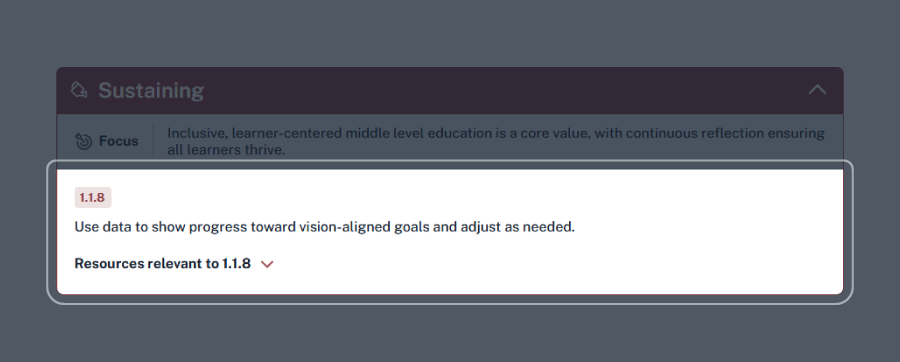 Sustaining
Focus
Inclusive, learner-centered middle level education is a core value, with continuous reflection ensuring
all learners thrive.
1.1.8
Use data to show progress toward vision-aligned goals and adjust as needed.
Resources relevant to 1.1.8